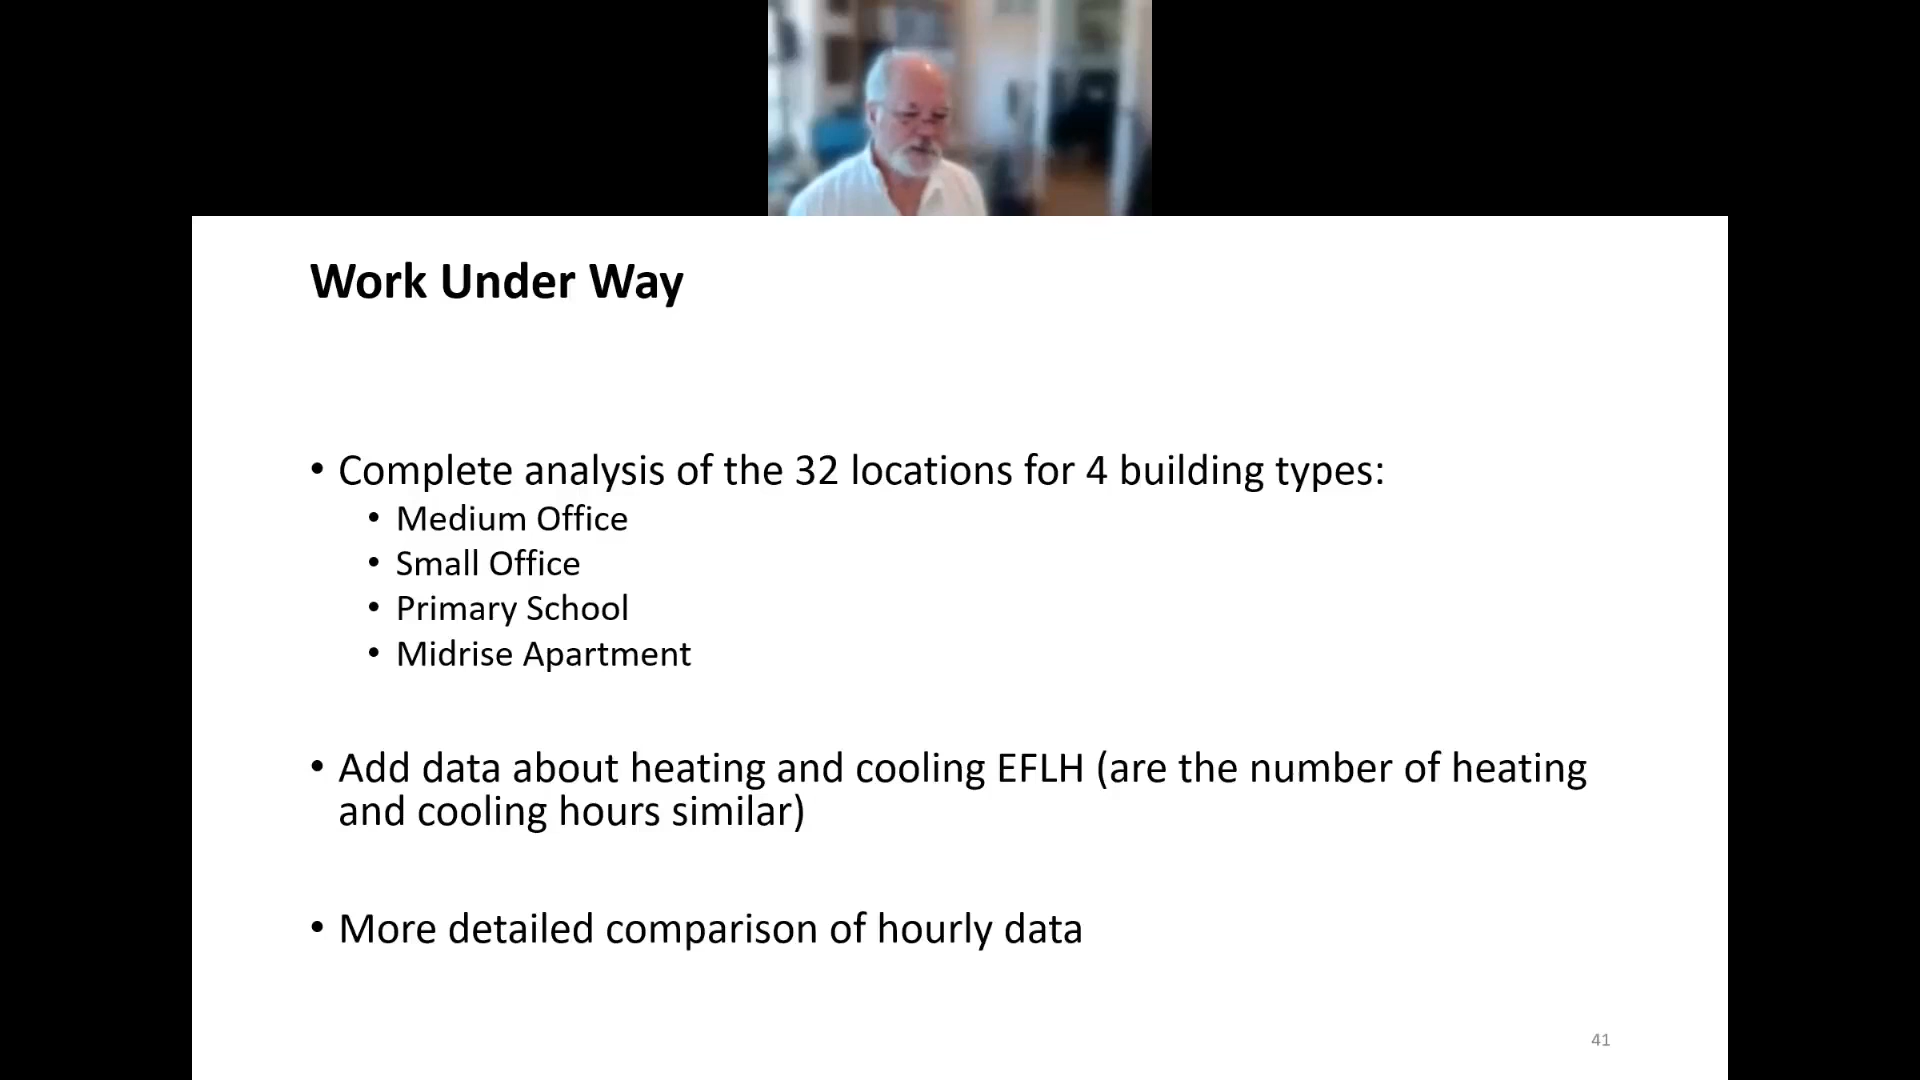 Work Under Way
• Complete analysis of the 32 locations for 4 building types:
• Medium Office
• Small Office
• Primary School
• Midrise Apartment
• Add data about heating and cooling EFLH (are the number of heating
and cooling hours similar)
• More detailed comparison of hourly data
41